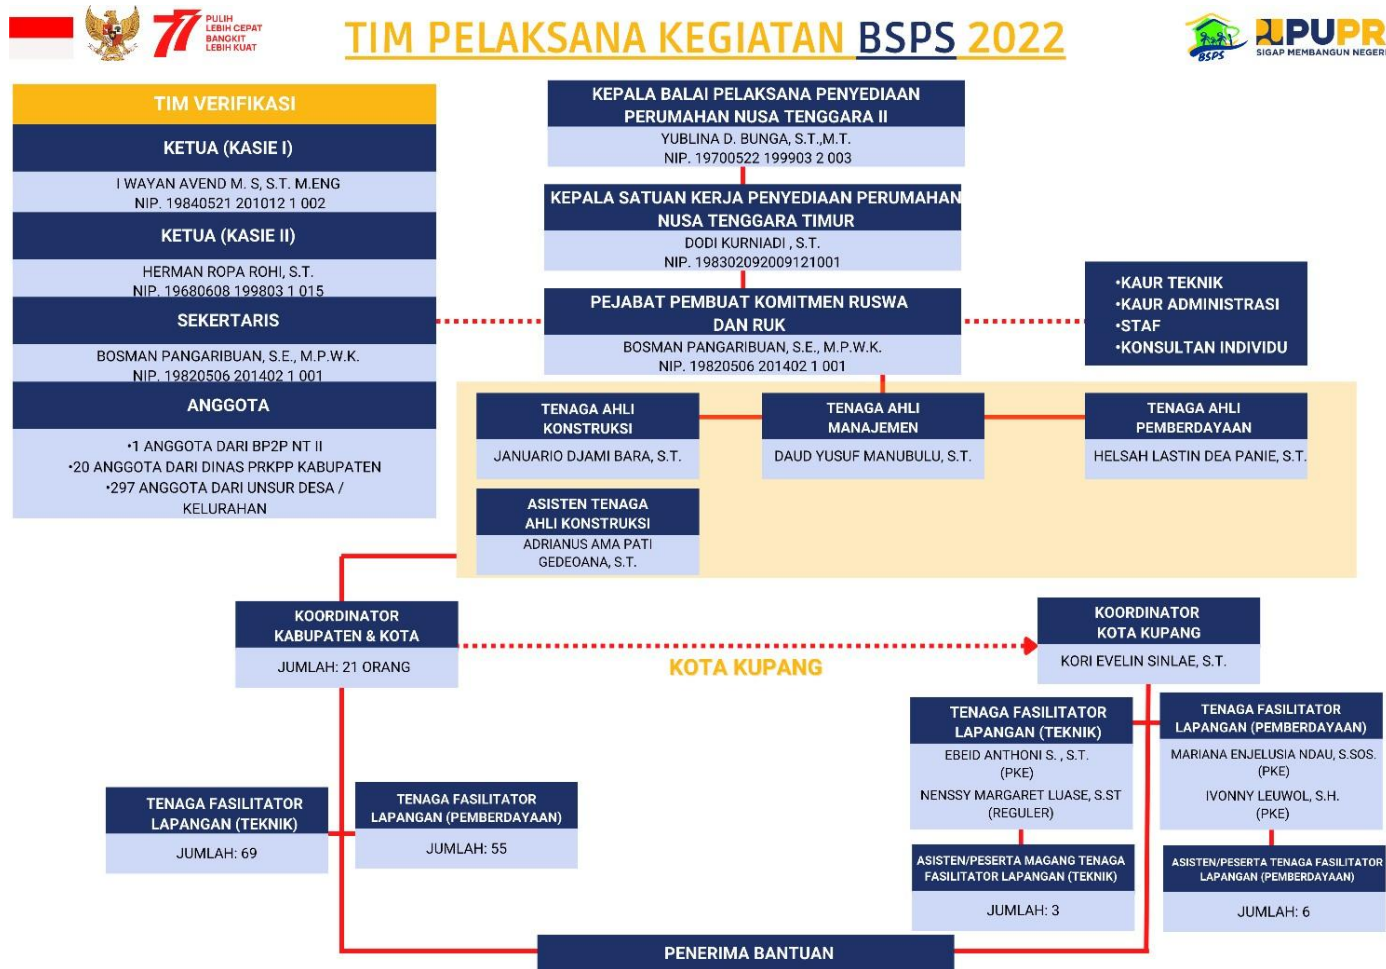 77
PULIH
LEBIH CEPAT
BANGKIT
LEBIH KUAT
TIM PELAKSANA KEGIATAN BSPS 2022
BSPS
PUPR
SIGAP MEMBANGUN NEGERI
TIM VERIFIKASI
KETUA (KASIE I)
I WAYAN AVEND M. S, S.T. M.ENG
NIP. 19840521 201012 1 002
KETUA (KASIE II)
HERMAN ROPA ROHI, S.T.
NIP. 19680608 199803 1 015
SEKERTARIS
BOSMAN PANGARIBUAN, S.E., M.P.W.K.
NIP. 19820506 201402 1 001
ANGGOTA
•1 ANGGOTA DARI BP2P NT II
•20 ANGGOTA DARI DINAS PRKPP KABUPATEN
•297 ANGGOTA DARI UNSUR DESA /
KELURAHAN
KEPALA BALAI PELAKSANA PENYEDIAAN
PERUMAHAN NUSA TENGGARA II
YUBLINA D. BUNGA, S.T.,M.T.
NIP. 19700522 199903 2 003
KEPALA SATUAN KERJA PENYEDIAAN PERUMAHAN
NUSA TENGGARA TIMUR
DODI KURNIADI , S.T.
NIP. 198302092009121001
PEJABAT PEMBUAT KOMITMEN RUSWA
DAN RUK
BOSMAN PANGARIBUAN, S.E., M.P.W.K.
NIP. 19820506 201402 1 001
•KAUR TEKNIK
•KAUR ADMINISTRASI
•STAF
•KONSULTAN INDIVIDU
TENAGA AHLI
KONSTRUKSI
JANUARIO DJAMI BARA, S.T.
TENAGA AHLI
MANAJEMEN
DAUD YUSUF MANUBULU, S.T.
TENAGA AHLI
PEMBERDAYAAN
HELSAH LASTIN DEA PANIE, S.T.
ASISTEN TENAGA
AHLI KONSTRUKSI
ADRIANUS AMA PATI
GEDEOANA, S.T.
KOORDINATOR
KABUPATEN & KOTA
JUMLAH: 21 ORANG
KOTA KUPANG
KOORDINATOR
KOTA KUPANG
KORI EVELIN SINLAE, S.T.
TENAGA FASILITATOR
LAPANGAN (TEKNIK)
JUMLAH: 69
TENAGA FASILITATOR
LAPANGAN (PEMBERDAYAAN)
JUMLAH: 55
TENAGA FASILITATOR
LAPANGAN (TEKNIK)
EBEID ANTHONI S. , S.T.
(PKE)
NENSSY MARGARET LUASE, S.ST
(REGULER)
TENAGA FASILITATOR
LAPANGAN (PEMBERDAYAAN)
MARIANA ENJELUSIA NDAU, S.SOS.
(PKE)
IVONNY LEUWOL, S.H.
(PKE)
ASISTEN/PESERTA MAGANG TENAGA
FASILITATOR LAPANGAN (TEKNIK)
JUMLAH: 3
ASISTEN/PESERTA TENAGA FASILITATOR
LAPANGAN (PEMBERDAYAAN)
JUMLAH: 6
PENERIMA BANTUAN